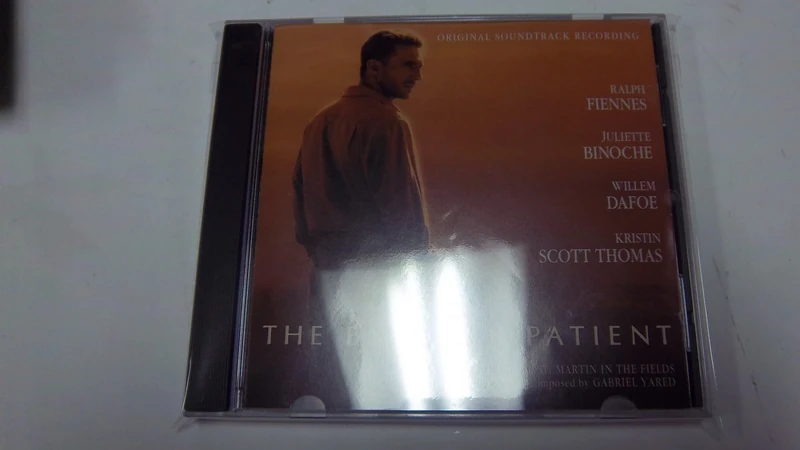 ORIGINAL SOUNDTRACK RECORDING
RALPH
FIENNES
JULIETTE
BINOCHE
WILLEM
DAFOE
KRISTIN
SCOTT THOMAS
THE PATIENT
MARTIN IN THE FIELDS
by GABRIEL YARED